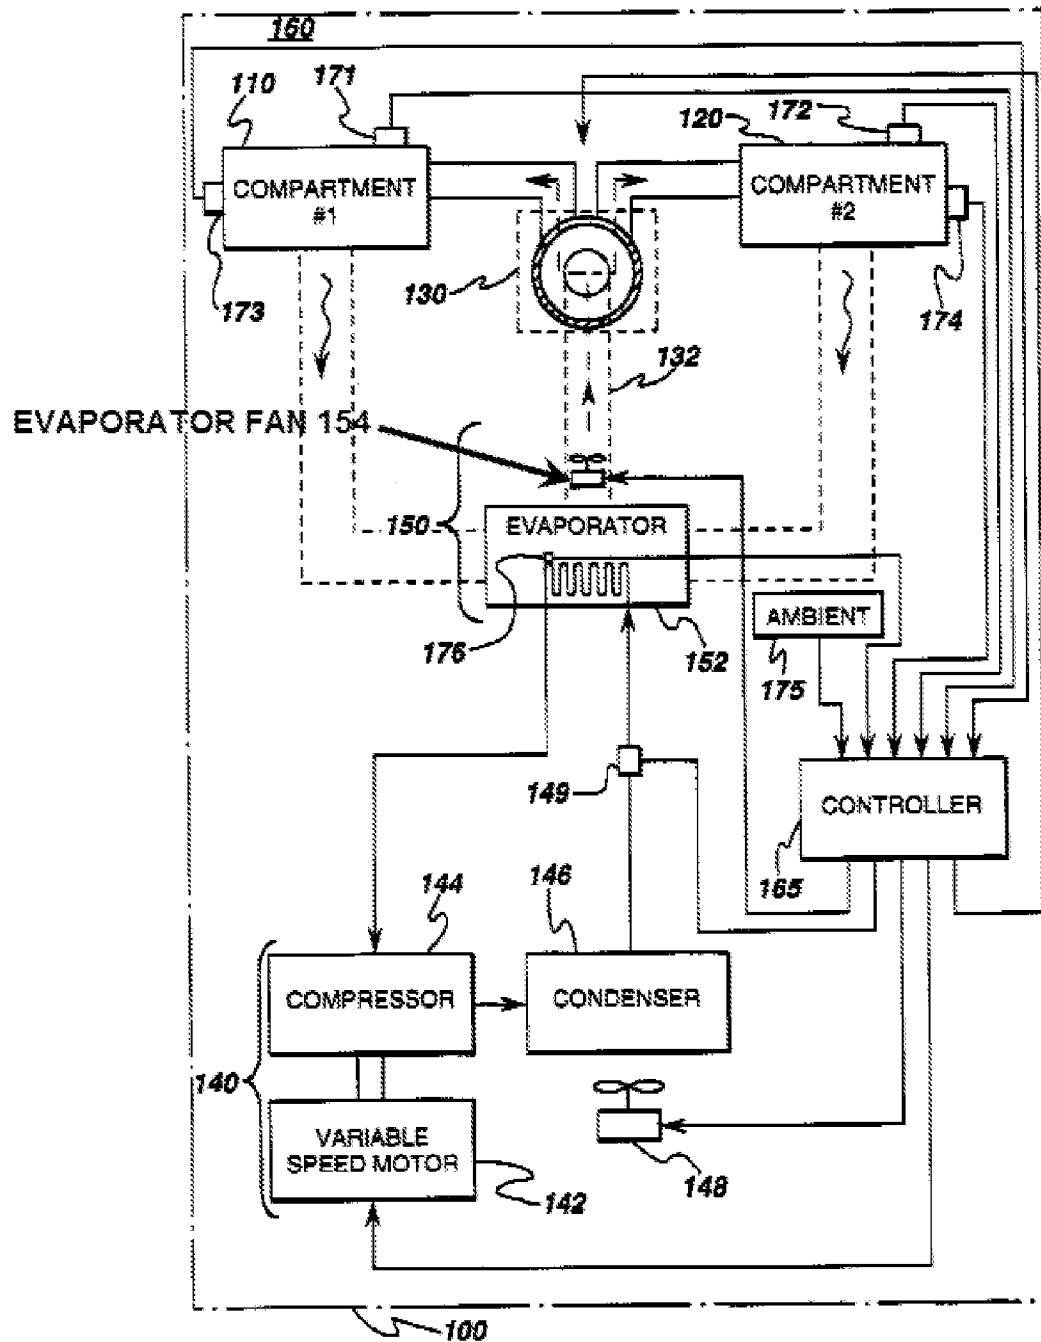 160
171
110
172
120
COMPARTMENT
#1
COMPARTMENT
#2
130
173
174
132
EVAPORATOR FAN 154
150
EVAPORATOR
AMBIENT
176
152
175
149
CONTROLLER
165
144
146
COMPRESSOR
CONDENSER
140
VARIABLE
SPEED MOTOR
148
142
100